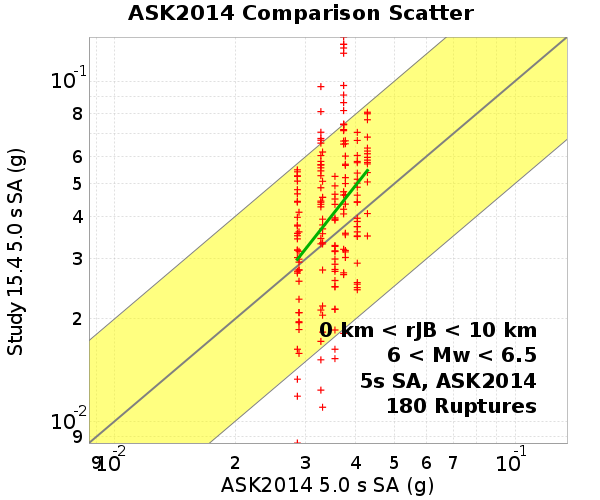 ASK2014 Comparison Scatter
Study 15.4 5.0 s SA (g)
10-1
8
6
5
4
3
2
10-2
9
0 km < rJB < 10 km
6 < Mw < 6.5
5s SA, ASK2014
180 Ruptures
9 10-2 2 3 4 5 6 7 10-1
ASK2014 5.0 s SA (g)